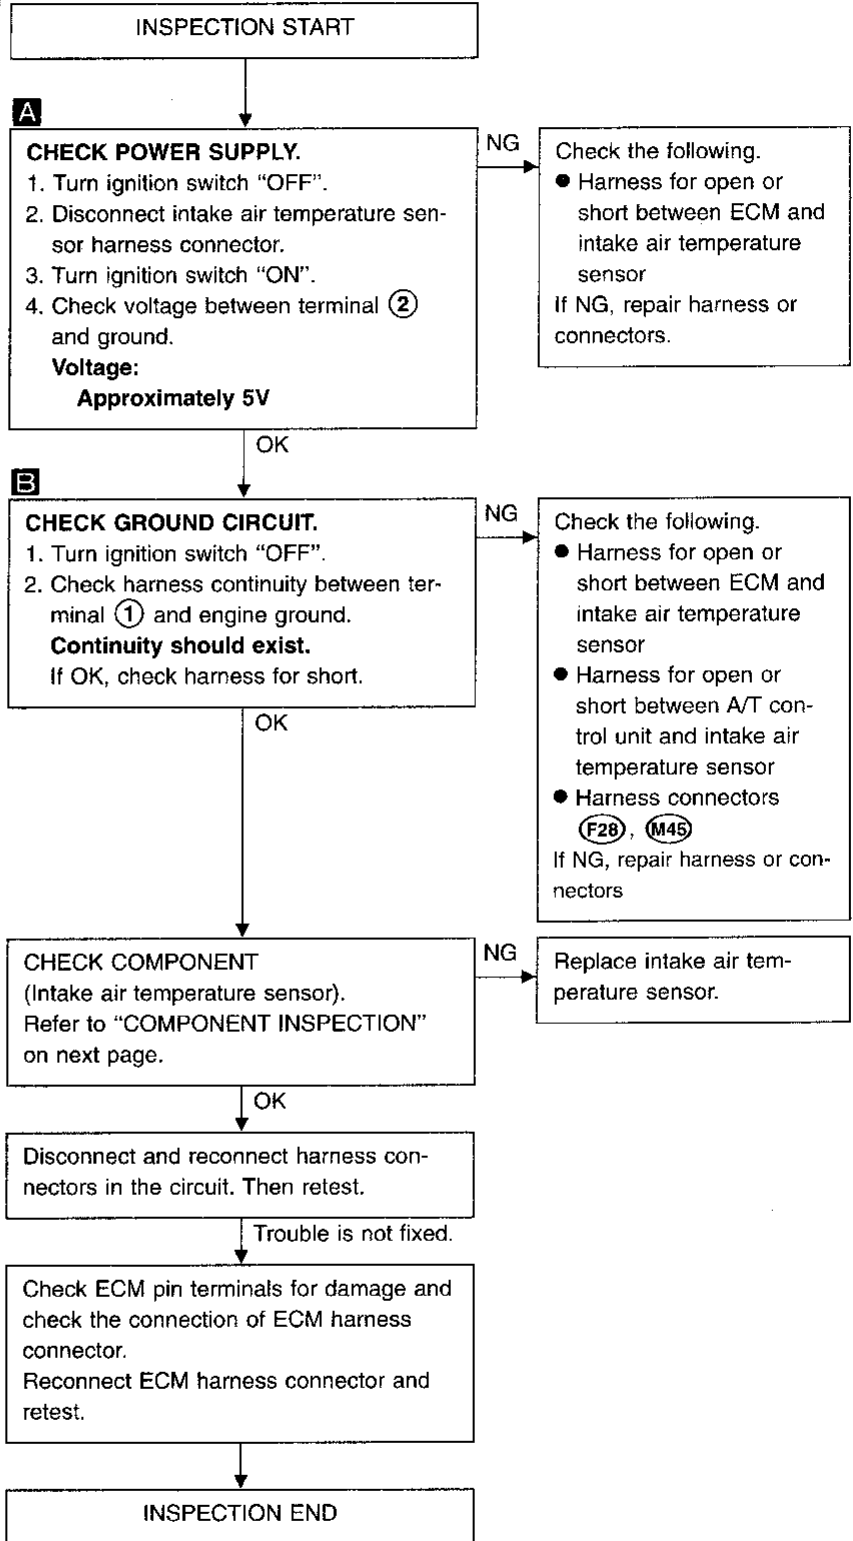 INSPECTION START
A
CHECK POWER SUPPLY.
1. Turn ignition switch “OFF”.
2. Disconnect intake air temperature sen-
sor harness connector.
3. Turn ignition switch “ON”.
4. Check voltage between terminal ②
and ground.
Voltage:
Approximately 5V
NG
Check the following.
● Harness for open or
short between ECM and
intake air temperature
sensor
If NG, repair harness or
connectors.
OK
B
CHECK GROUND CIRCUIT.
1. Turn ignition switch “OFF”.
2. Check harness continuity between ter-
minal ① and engine ground.
Continuity should exist.
If OK, check harness for short.
NG
Check the following.
● Harness for open or
short between ECM and
intake air temperature
sensor
● Harness for open or
short between A/T con-
trol unit and intake air
temperature sensor
● Harness connectors
F28, M45
If NG, repair harness or con-
nectors
OK
CHECK COMPONENT
(Intake air temperature sensor).
Refer to “COMPONENT INSPECTION”
on next page.
NG
Replace intake air tem-
perature sensor.
OK
Disconnect and reconnect harness con-
nectors in the circuit. Then retest.
Trouble is not fixed.
Check ECM pin terminals for damage and
check the connection of ECM harness
connector.
Reconnect ECM harness connector and
retest.
INSPECTION END